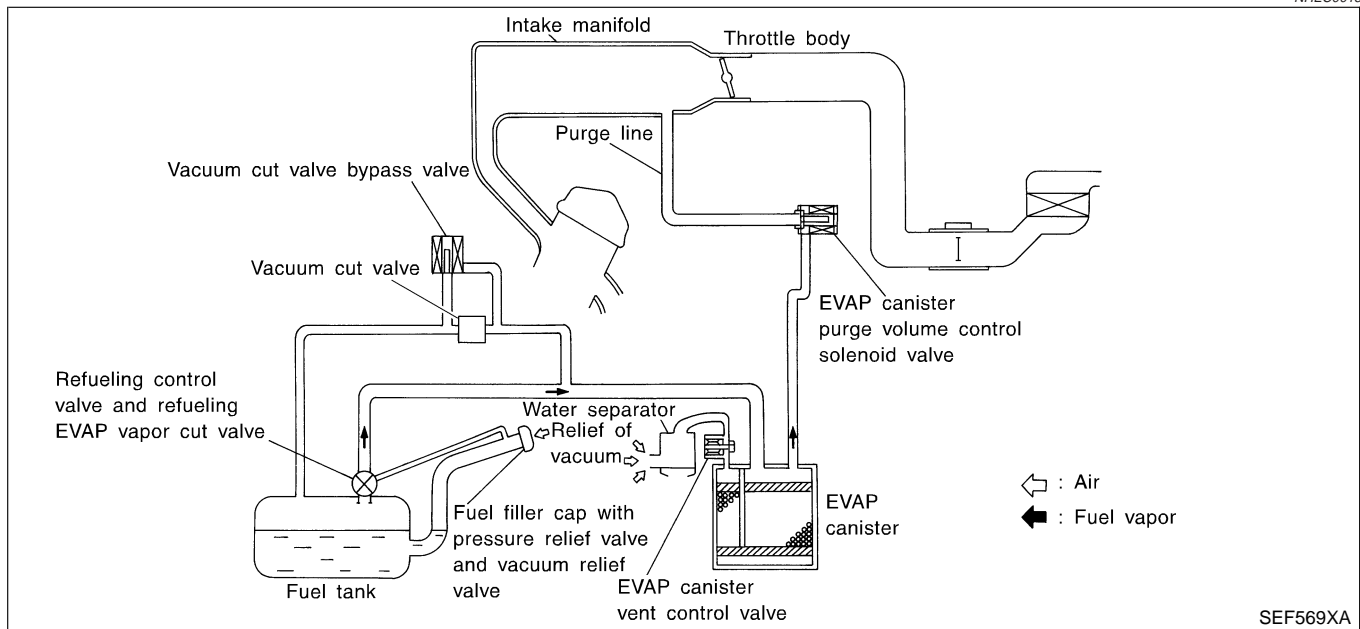 Intake manifold
Throttle body
Purge line
Vacuum cut valve bypass valve
Vacuum cut valve
EVAP canister
purge volume control
solenoid valve
Refueling control
valve and refueling
EVAP vapor cut valve
Water separator
Relief of
vacuum
Fuel filler cap with
pressure relief valve
and vacuum relief
valve
Fuel tank
EVAP
canister
EVAP canister
vent control valve
: Air
: Fuel vapor
SEF569XA